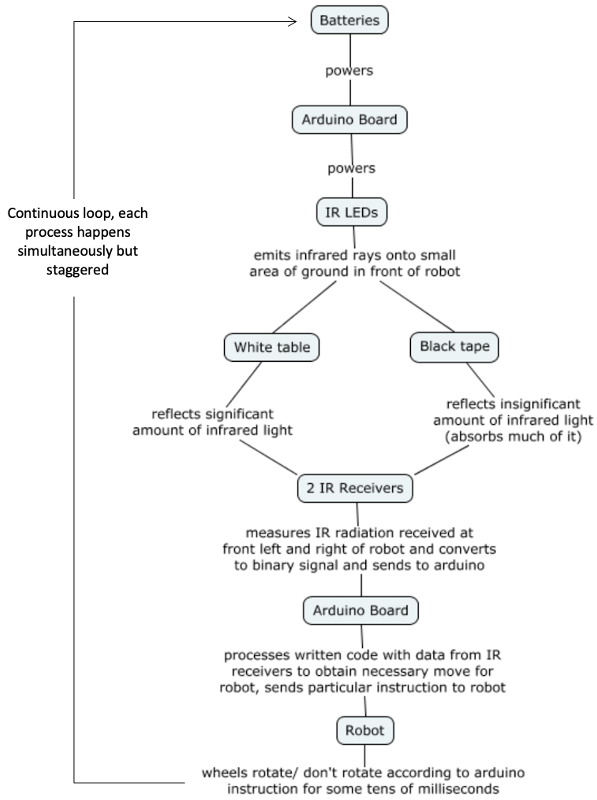 Batteries
powers
Arduino Board
powers
IR LEDs
Continuous loop, each
process happens
simultaneously but
staggered
emits infrared rays onto small
area of ground in front of robot
White table
Black tape
reflects significant
amount of infrared light
reflects insignificant
amount of infrared light
(absorbs much of it)
2 IR Receivers
measures IR radiation received at
front left and right of robot and converts
to binary signal and sends to arduino
Arduino Board
processes written code with data from IR
receivers to obtain necessary move for
robot, sends particular instruction to robot
Robot
wheels rotate/ don't rotate according to arduino
instruction for some tens of milliseconds